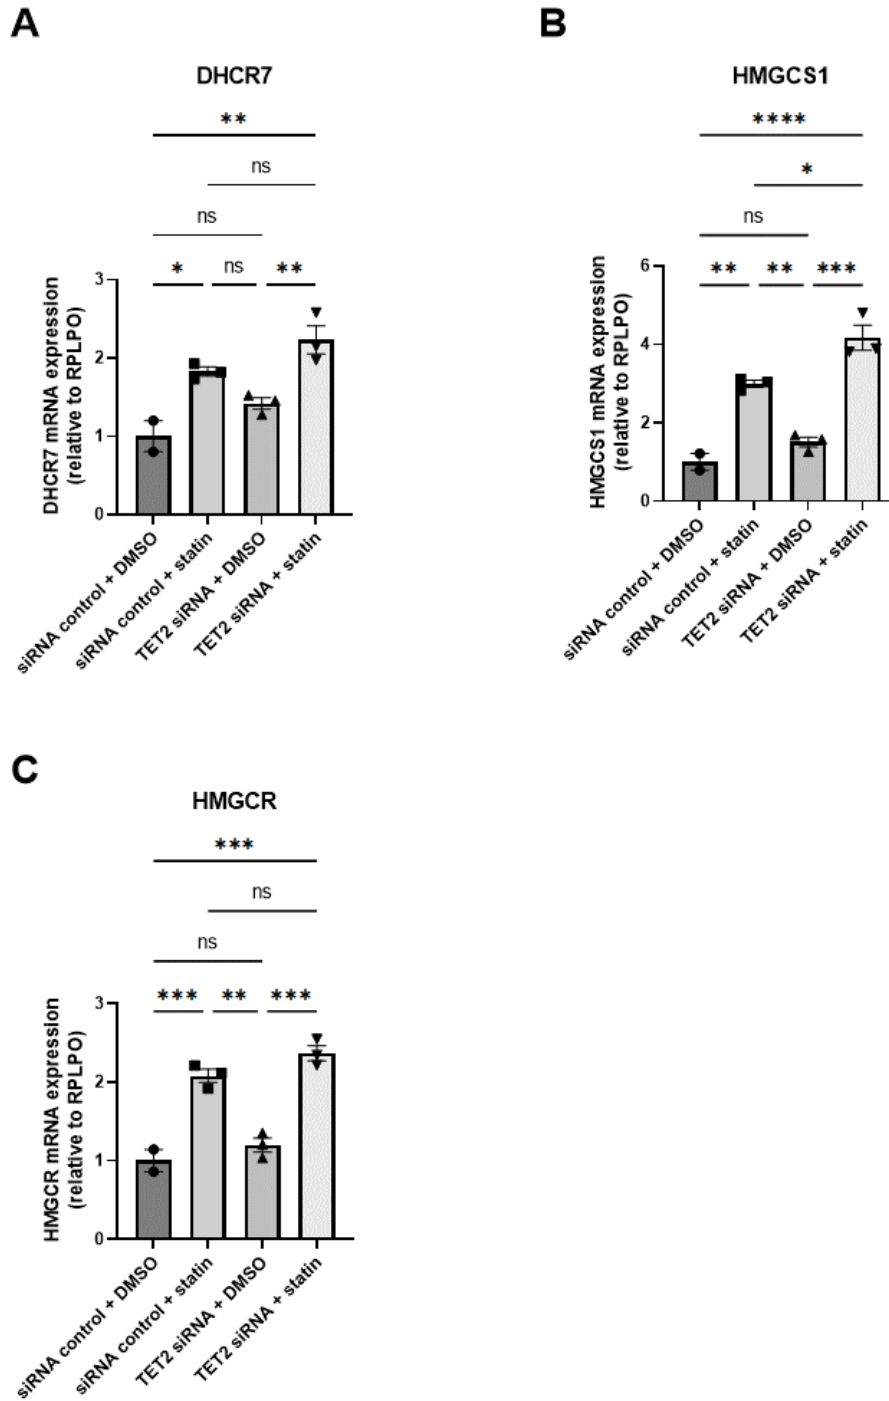 A
DHCR7
**
ns
ns
* ns **
3
2
1
0
DHCR7 mRNA expression
(relative to RPLPO)
siRNA control + DMSO
siRNA control + statin
TET2 siRNA + DMSO
TET2 siRNA + statin
B
HMGCS1
****
*
ns
** ** ***
6
4
2
0
HMGCS1 mRNA expression
(relative to RPLPO)
siRNA control + DMSO
siRNA control + statin
TET2 siRNA + DMSO
TET2 siRNA + statin
C
HMGCR
***
ns
ns
*** ** ***
3
2
1
0
HMGCR mRNA expression
(relative to RPLPO)
siRNA control + DMSO
siRNA control + statin
TET2 siRNA + DMSO
TET2 siRNA + statin